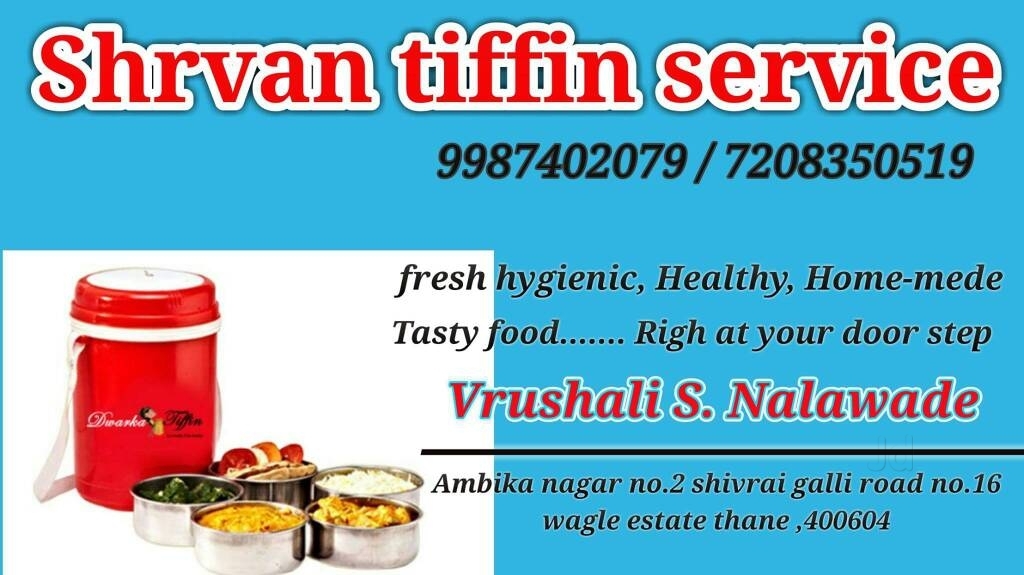 Shrvan tiffin service
9987402079 / 7208350519
fresh hygienic, Healthy, Home-mede
Tasty food....... Righ at your door step
Vrushali S. Nalawade
Dwarka Tiffin
Jd
Ambika nagar no.2 shivrai galli road no.16
wagle estate thane ,400604